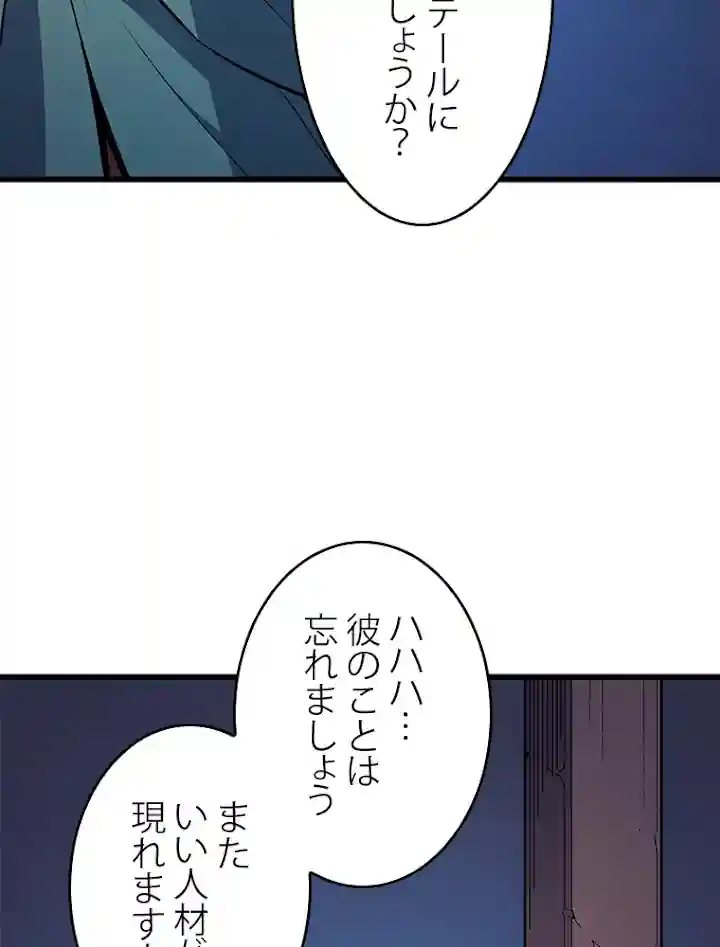 テールに
しょうか？
ハハハ…
彼のことは
忘れましょう
また
いい人材が
現れます